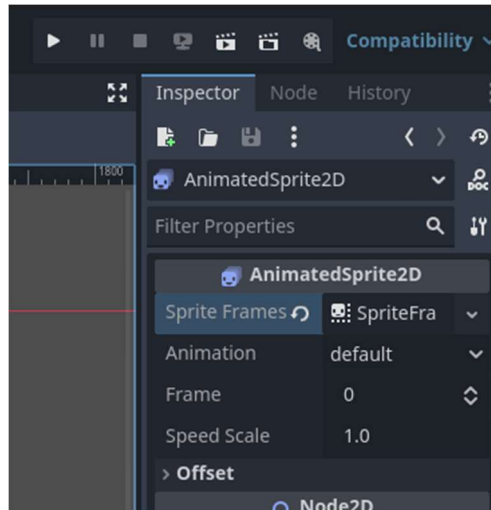 Compatibility
Inspector Node History
1800
AnimatedSprite2D
DOC
Filter Properties
AnimatedSprite2D
Sprite Frames SpriteFra
Animation default
Frame 0
Speed Scale 1.0
Offset
Node2D